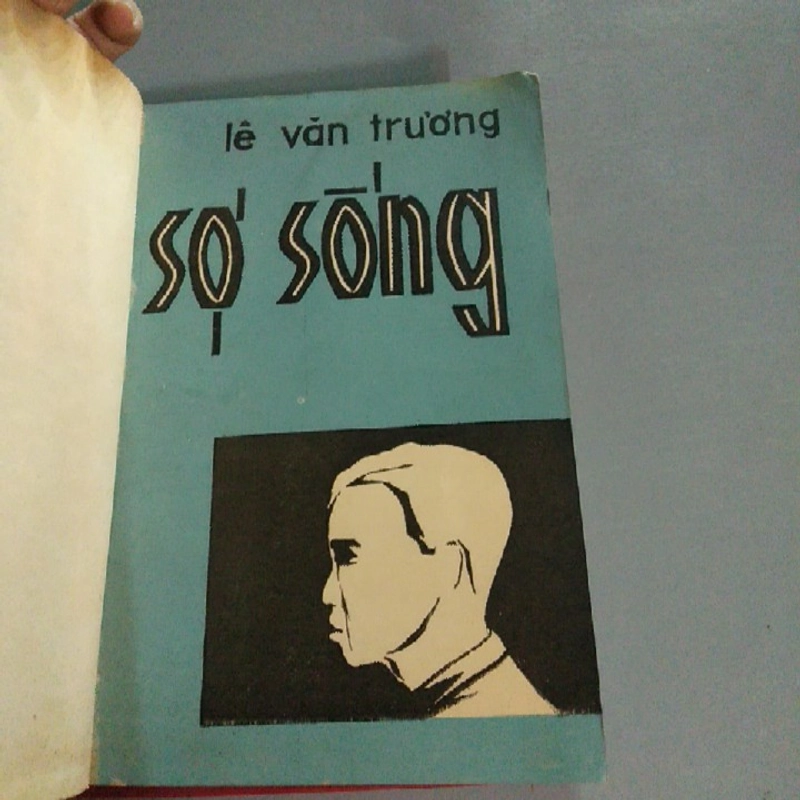 lê văn trương
sợ sống